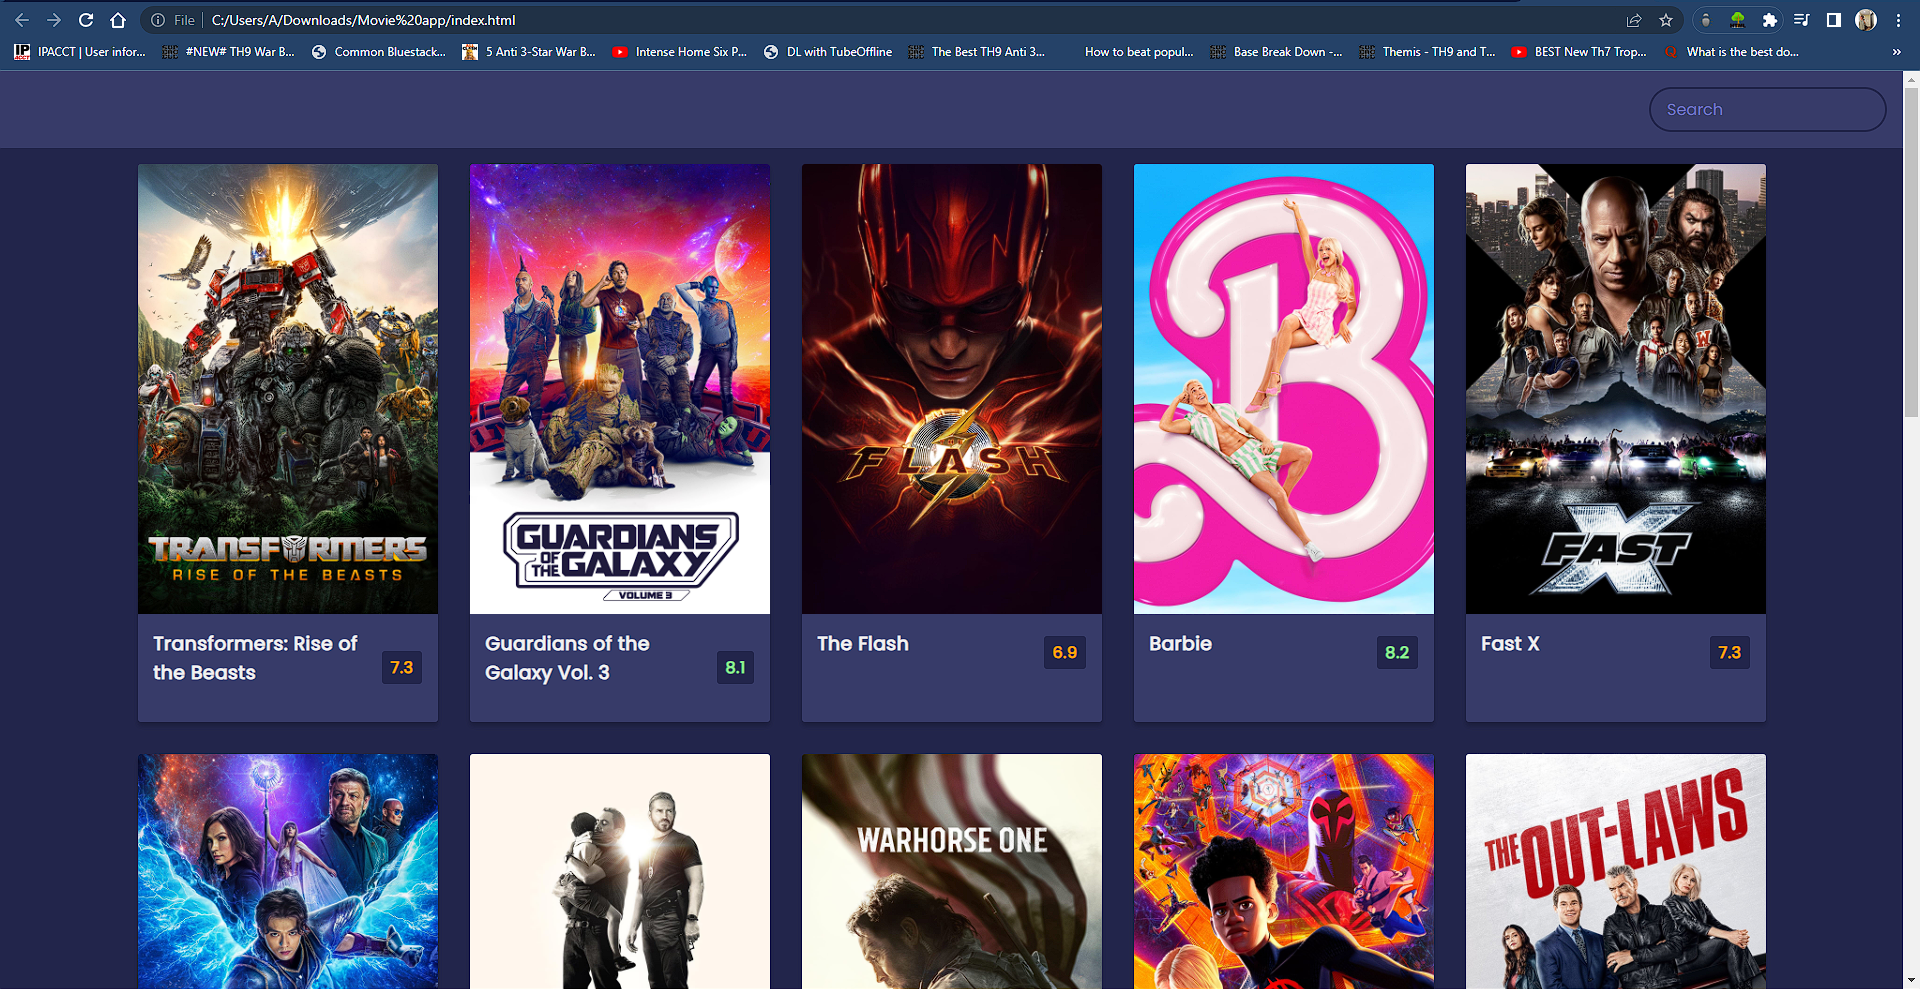 File C:/Users/A/Downloads/Movie%20app/index.html
IPACCT | User infor... #NEW# TH9 War B... Common Bluestack... 5 Anti 3-Star War B... Intense Home Six P... DL with TubeOffline The Best TH9 Anti 3... How to beat popul... Base Break Down -... Themis - TH9 and T... BEST New Th7 Trop... What is the best do... »
Search
TRANSFORMERS
RISE OF THE BEASTS
GUARDIANS
OF THE GALAXY
VOLUME 3
FLASH
B
FAST X
Transformers: Rise of
the Beasts
7.3
Guardians of the
Galaxy Vol. 3
8.1
The Flash
6.9
Barbie
8.2
Fast X
7.3
WARHORSE ONE
THE OUT-LAWS